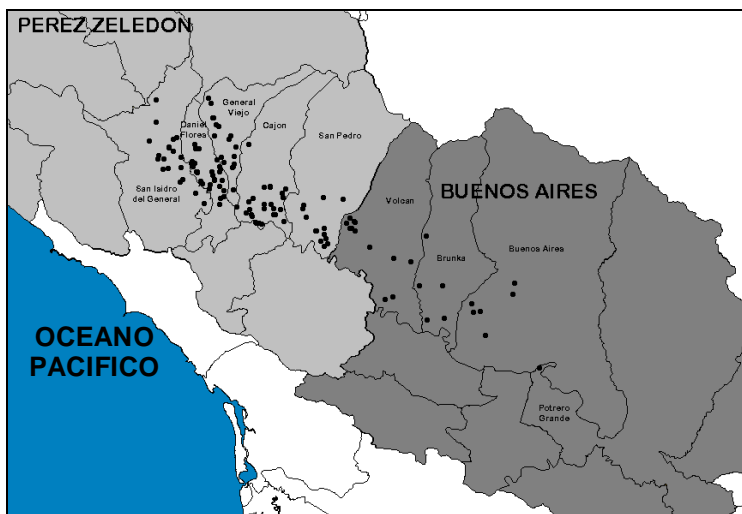 PEREZ ZELEDON
General
Viejo
Daniel
Flores
Cajon
San Pedro
San Isidro
del General
BUENOS AIRES
Volcan
Buenos Aires
Brunka
OCEANO
PACIFICO
Potrero
Grande